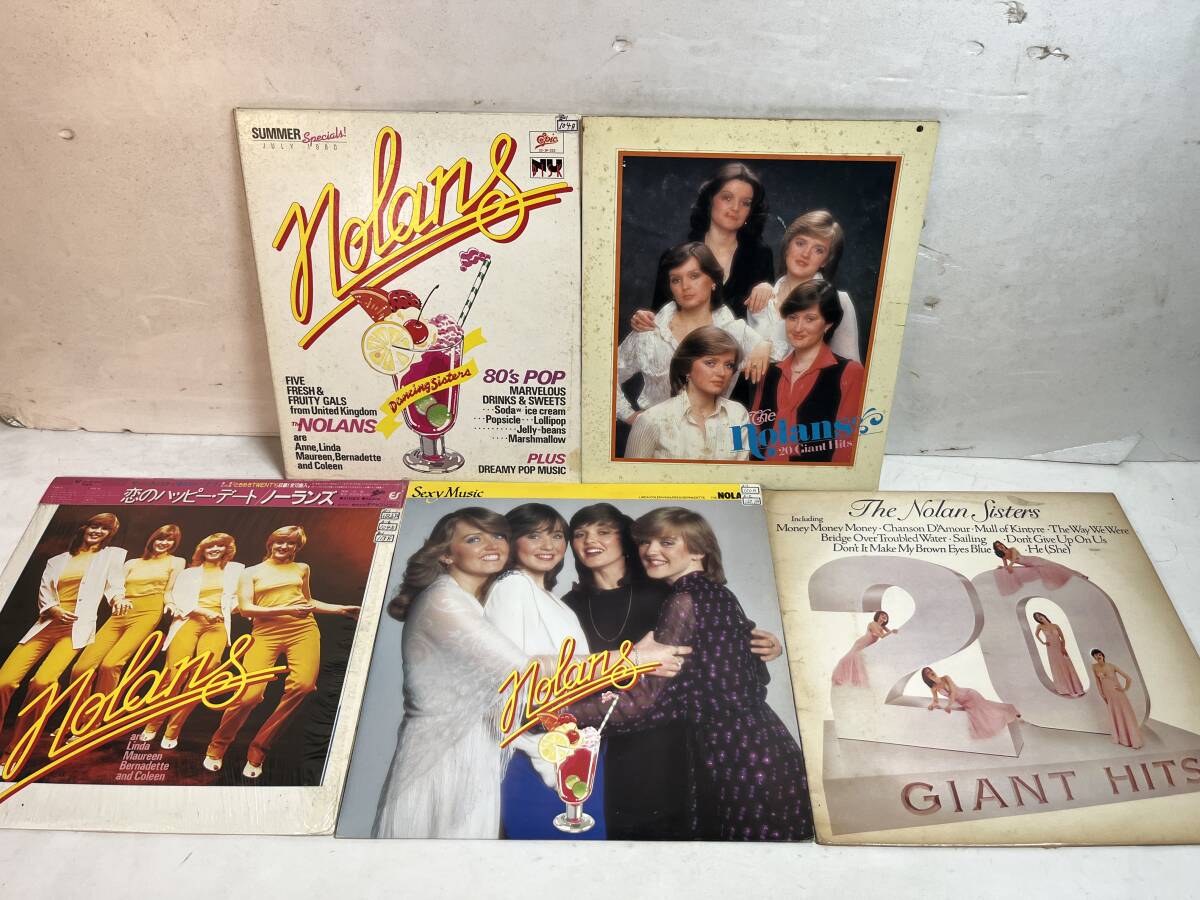 SUMMER Specials!
JULY 1980
1048
Epic
NU
Nolans
Dancing Sisters
FIVE
FRESH &
FRUITY GALS
from United Kingdom
THE NOLANS
are
Anne, Linda
Maureen, Bernadette
and Coleen
80's POP
MARVELOUS
DRINKS & SWEETS
Soda w ice cream
Popsicle Lollipop
Jelly-beans
Marshmallow
PLUS
DREAMY POP MUSIC
The
Nolans
20 Giant Hits
恋のハッピー・デート ノーランズ
Nolans
are
Linda
Maureen
Bernadette
and Coleen
Sexy Music
NOLA
Nolans
The Nolan Sisters
Including
Money Money Money · Chanson D'Amour · Mull of Kintyre · The Way We Were
Bridge Over Troubled Water · Sailing · Don't Give Up On Us
Don't It Make My Brown Eyes Blue · He (She)
20
GIANT HITS